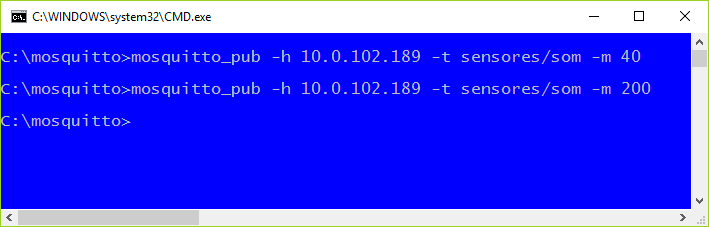 C:\WINDOWS\system32\CMD.exe
C:\mosquitto>mosquitto_pub -h 10.0.102.189 -t sensores/som -m 40
C:\mosquitto>mosquitto_pub -h 10.0.102.189 -t sensores/som -m 200
C:\mosquitto>